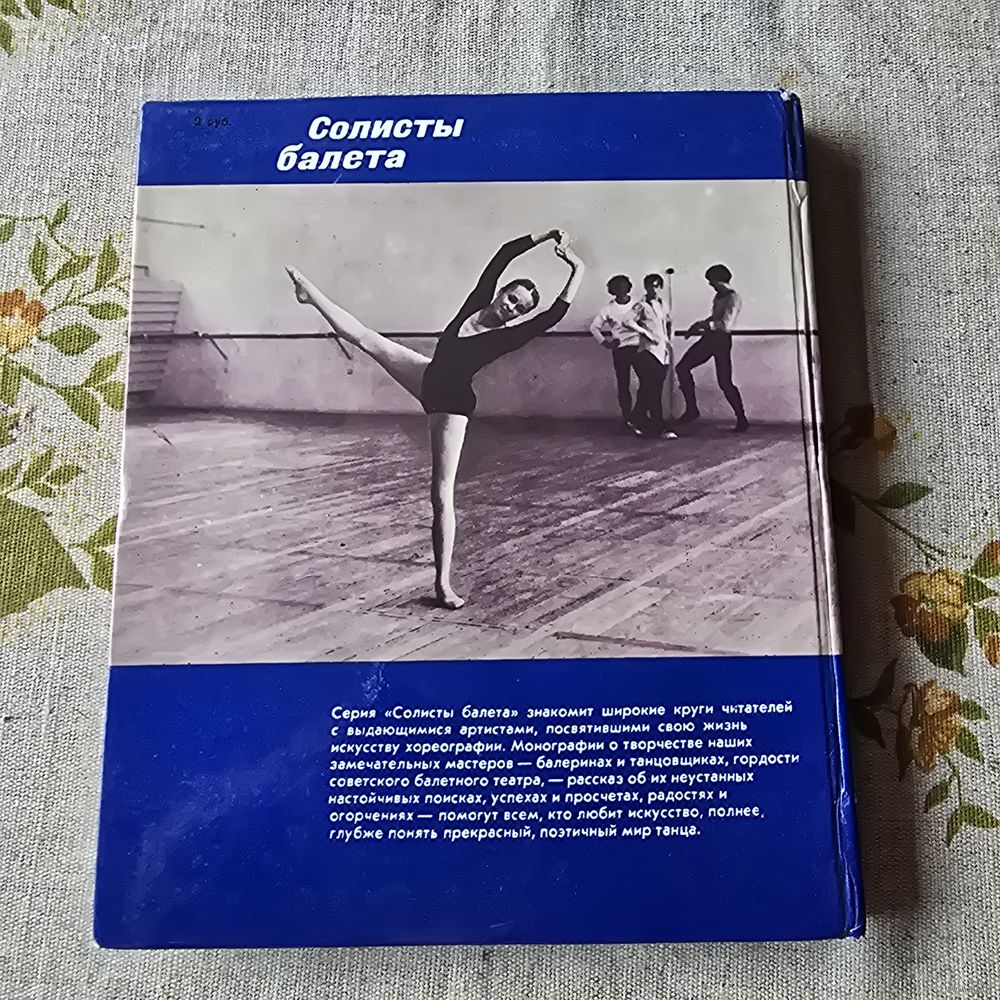 2 руб.
Солисты
балета
Серия «Солисты балета» знакомит широкие круги читателей
с выдающимися артистами, посвятившими свою жизнь
искусству хореографии. Монографии о творчестве наших
замечательных мастеров — балеринах и танцовщиках, гордости
советского балетного театра, — рассказ об их неустанных
настойчивых поисках, успехах и просчетах, радостях и
огорчениях — помогут всем, кто любит искусство, полнее,
глубже понять прекрасный, поэтичный мир танца.